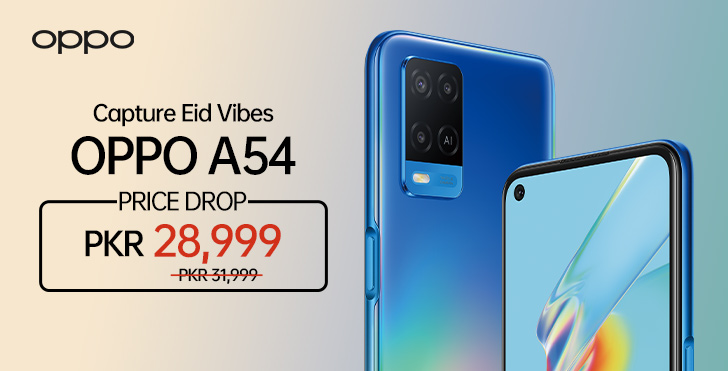 oppo
Capture Eid Vibes
OPPO A54
PRICE DROP
PKR 28,999
PKR 31,999
AI